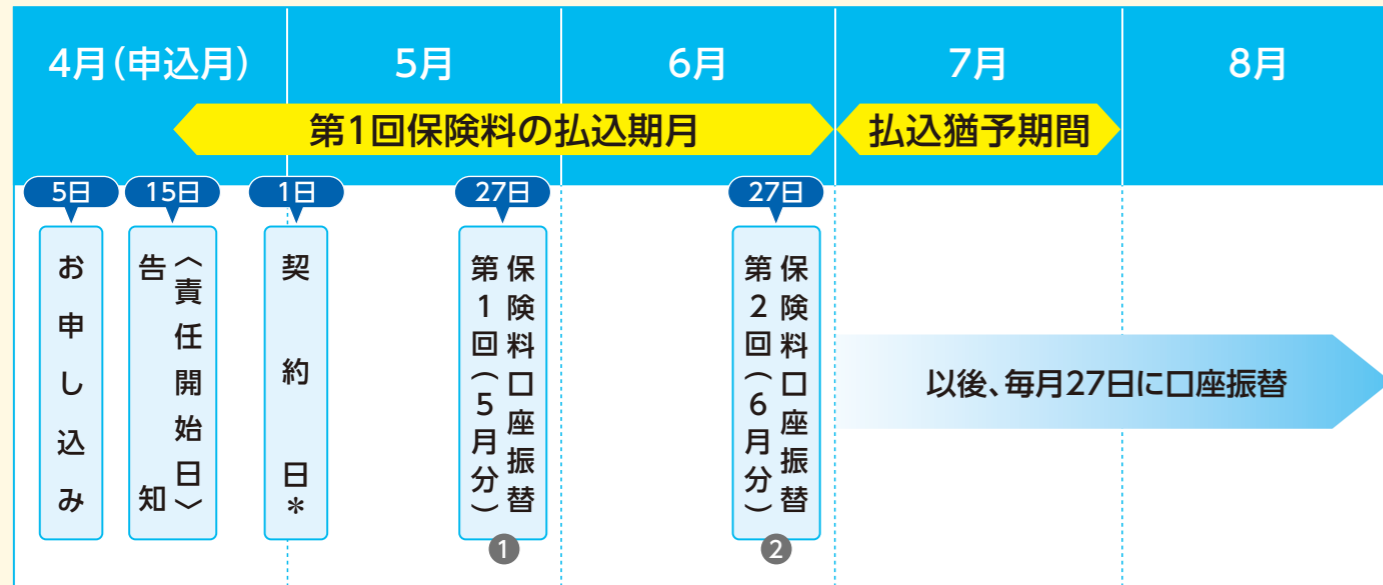 4月(申込月)
5月
6月
7月
8月
第1回保険料の払込期月
払込猶予期間
5日
15日
1日
27日
27日
お申し込み
告知
〈責任開始日〉
契約日*
保険料口座振替
第1回(5月分)
1
保険料口座振替
第2回(6月分)
2
以後、毎月27日に口座振替